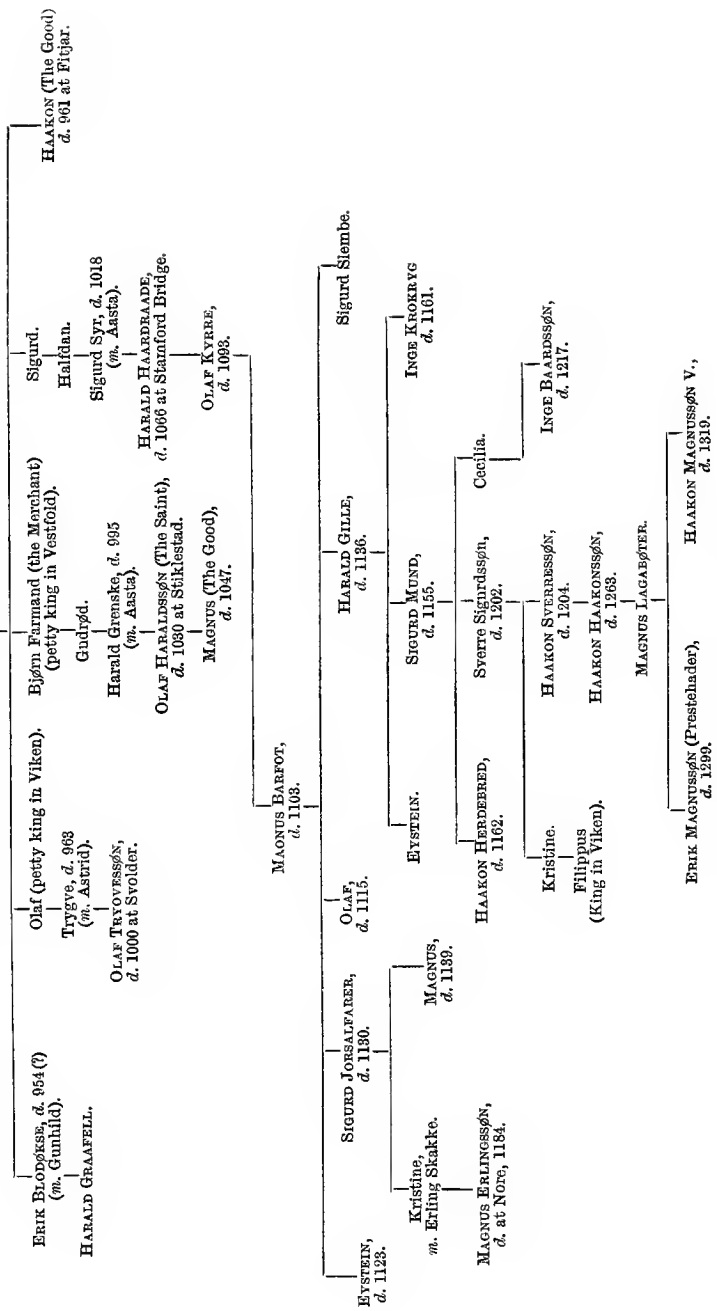 ERIK BLODØKSE, d. 954 (?)
(m. Gunhild).
HARALD GRAAFELL.
Olaf (petty king in Viken).
Trygve, d. 963
(m. Astrid).
OLAF TRYGVESSØN,
d. 1000 at Svolder.
Bjørn Farmand (the Merchant)
(petty king in Vestfold).
Gudrød.
Harald Grenske, d. 995
(m. Aasta).
OLAF HARALDSSØN (The Saint),
d. 1030 at Stiklestad.
MAGNUS (The Good),
d. 1047.
Sigurd.
Halfdan.
Sigurd Syr, d. 1018
(m. Aasta).
HARALD HAARDRAADE,
d. 1066 at Stamford Bridge.
OLAF KYRRE,
d. 1093.
HAAKON (The Good)
d. 961 at Fitjar.
MAGNUS BARFOT,
d. 1103.
EYSTEIN,
d. 1123.
SIGURD JORSALFARER,
d. 1130.
OLAF,
d. 1115.
HARALD GILLE,
d. 1136.
Sigurd Slembe.
Kristine,
m. Erling Skakke.
MAGNUS,
d. 1139.
MAGNUS ERLINGSSØN,
d. at Nore, 1184.
EYSTEIN.
SIGURD MUND,
d. 1155.
INGE KROKRYG
d. 1161.
HAAKON HERDEBRED,
d. 1162.
Sverre Sigurdssøn,
d. 1202.
Cecilia.
Kristine.
Filippus
(King in Viken).
HAAKON SVERRESSØN,
d. 1204.
HAAKON HAAKONSSØN,
d. 1263.
INGE BAARDSSØN,
d. 1217.
MAGNUS LAGABØTER.
ERIK MAGNUSSØN (Prestehader),
d. 1299.
HAAKON MAGNUSSØN V.,
d. 1319.